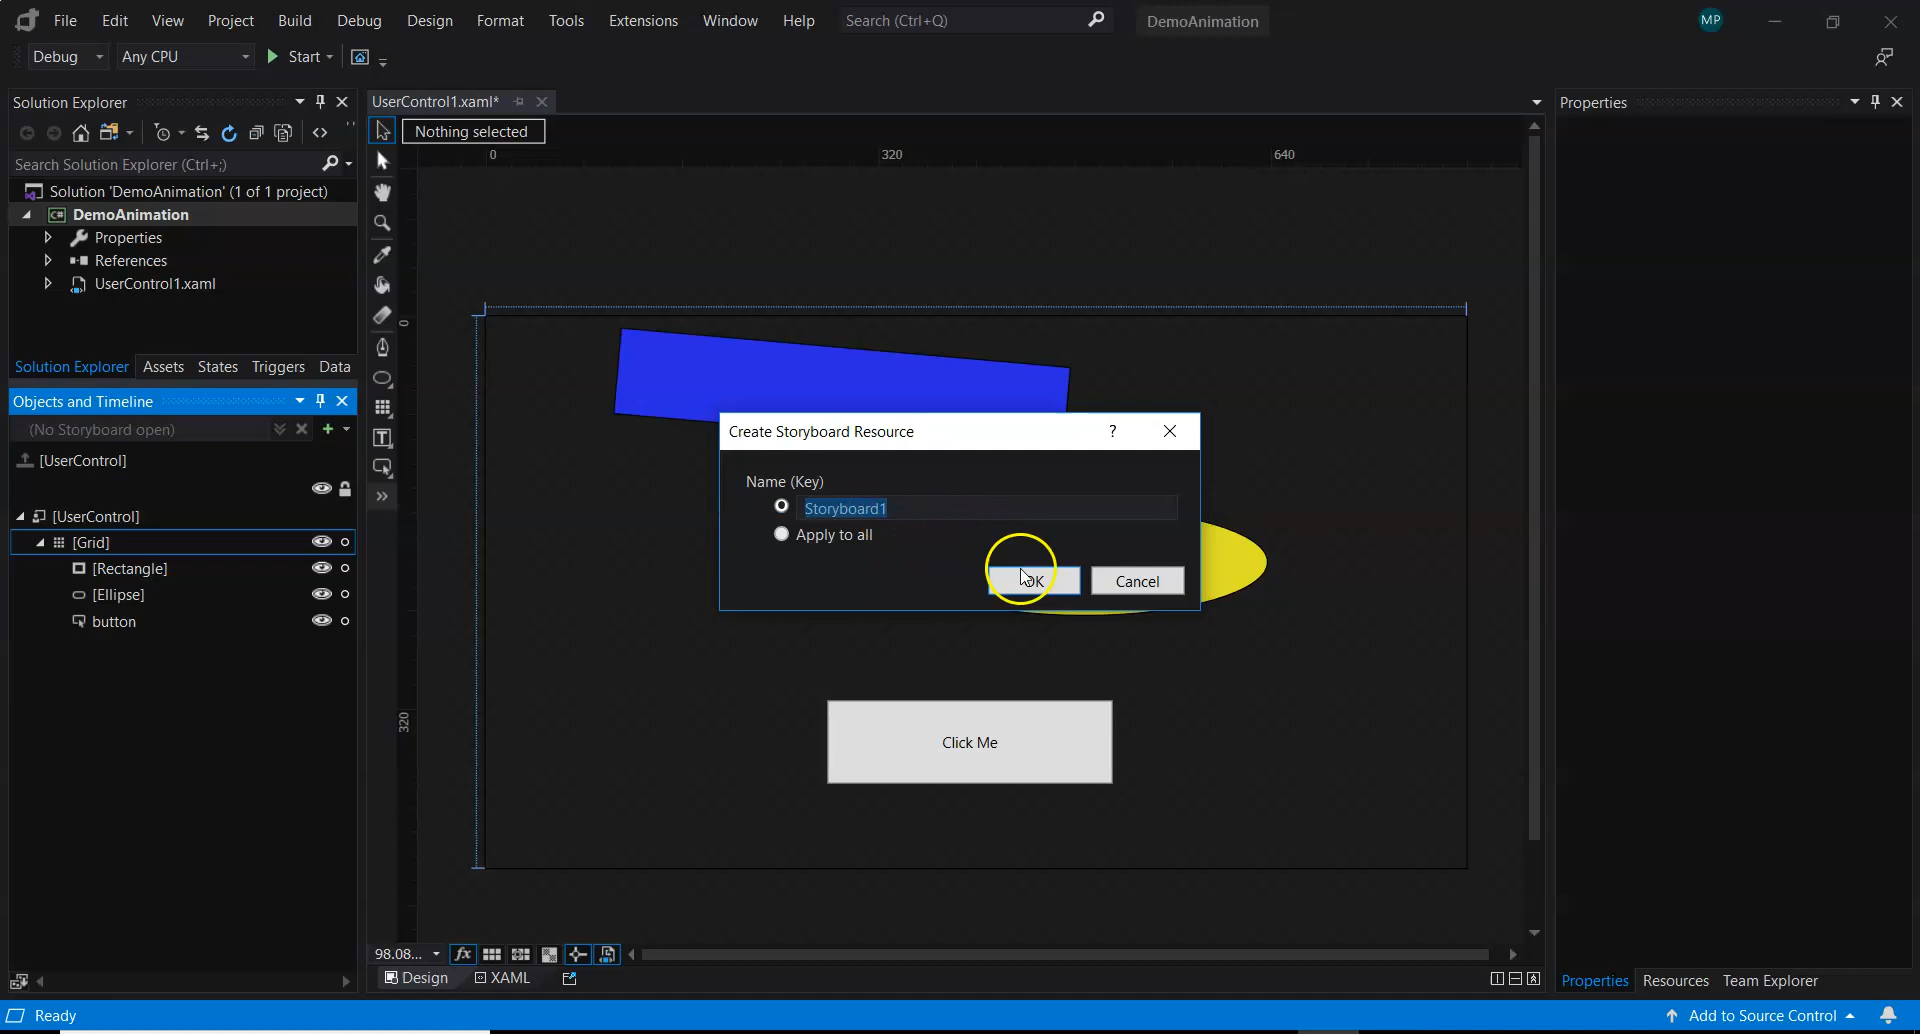 File Edit View Project Build Debug Design Format Tools Extensions Window Help Search (Ctrl+Q) DemoAnimation MP
Debug Any CPU Start
Solution Explorer
Search Solution Explorer (Ctrl+;)
Solution 'DemoAnimation' (1 of 1 project)
C# DemoAnimation
Properties
References
UserControl1.xaml
Solution Explorer Assets States Triggers Data
Objects and Timeline
(No Storyboard open)
[UserControl]
[UserControl]
[Grid]
[Rectangle]
[Ellipse]
button
UserControl1.xaml*
Nothing selected
0 320 640
0
320
Create Storyboard Resource ?
Name (Key)
Storyboard1
Apply to all
OK Cancel
Click Me
98.08... fx
Design XAML
Properties
Properties Resources Team Explorer
Ready Add to Source Control